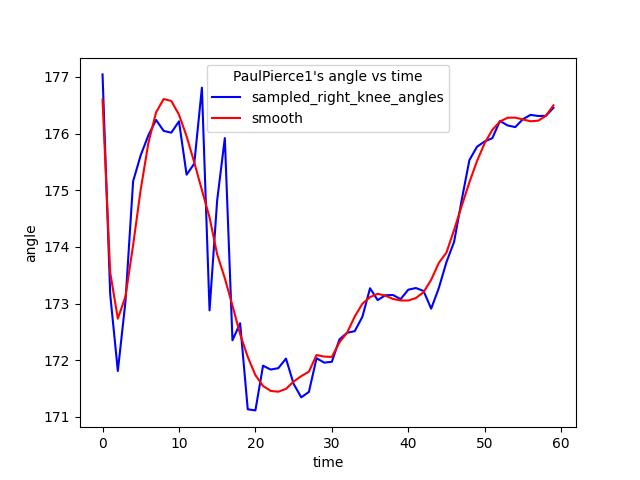 PaulPierce1's angle vs time
sampled_right_knee_angles
smooth
177
176
175
174
173
172
171
angle
0 10 20 30 40 50 60
time